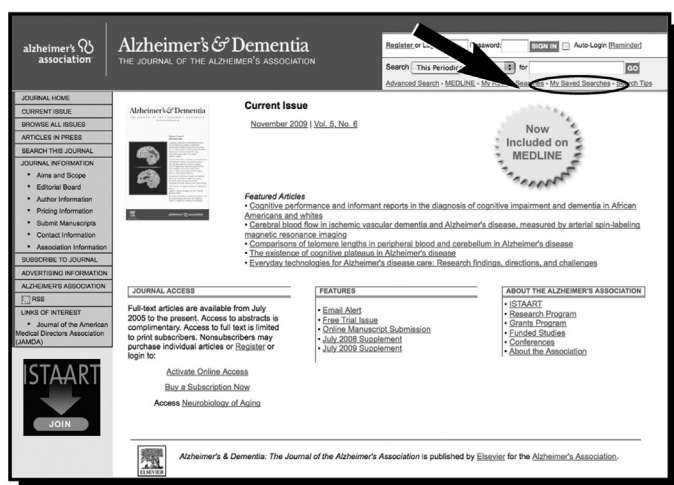 alzheimer's
association
Alzheimer's & Dementia
THE JOURNAL OF THE ALZHEIMER'S ASSOCIATION
Register or Password: SIGN IN Auto-Login [Reminder]
Search This for GO
Advanced Search - MEDLINE - My Searches - My Saved Searches - Search Tips
JOURNAL HOME
CURRENT ISSUE
BROWSE ALL ISSUES
ARTICLES IN PRESS
SEARCH THIS JOURNAL
JOURNAL INFORMATION
• Aims and Scope
• Editorial Board
• Author Information
• Pricing Information
• Submit Manuscripts
• Contact Information
• Association Information
SUBSCRIBE TO JOURNAL
ADVERTISING INFORMATION
ALZHEIMER'S ASSOCIATION
RSS
LINKS OF INTEREST
• Journal of the American
Medical Directors Association
(JAMDA)
ISTAART
JOIN
Alzheimer's & Dementia
Current Issue
November 2009 | Vol. 5, No. 6
Now
Included on
MEDLINE
Featured Articles
• Cognitive performance and informant reports in the diagnosis of cognitive impairment and dementia in African
Americans and whites
• Cerebral blood flow in ischemic vascular dementia and Alzheimer's disease, measured by arterial spin-labeling
magnetic resonance imaging
• Comparisons of telomere lengths in peripheral blood and cerebellum in Alzheimer's disease
• The existence of cognitive plateaus in Alzheimer's disease
• Everyday technologies for Alzheimer's disease care: Research findings, directions, and challenges
JOURNAL ACCESS
Full-text articles are available from July
2005 to the present. Access to abstracts is
complimentary. Access to full text is limited
to print subscribers. Nonsubscribers may
purchase individual articles or Register or
login to:
Activate Online Access
Buy a Subscription Now
Access Neurobiology of Aging
FEATURES
• Email Alert
• Free Trial Issue
• Online Manuscript Submission
• July 2008 Supplement
• July 2009 Supplement
ABOUT THE ALZHEIMER'S ASSOCIATION
• ISTAART
• Research Program
• Grants Program
• Funded Studies
• Conferences
• About the Association
ELSEVIER
Alzheimer's & Dementia: The Journal of the Alzheimer's Association is published by Elsevier for the Alzheimer's Association.